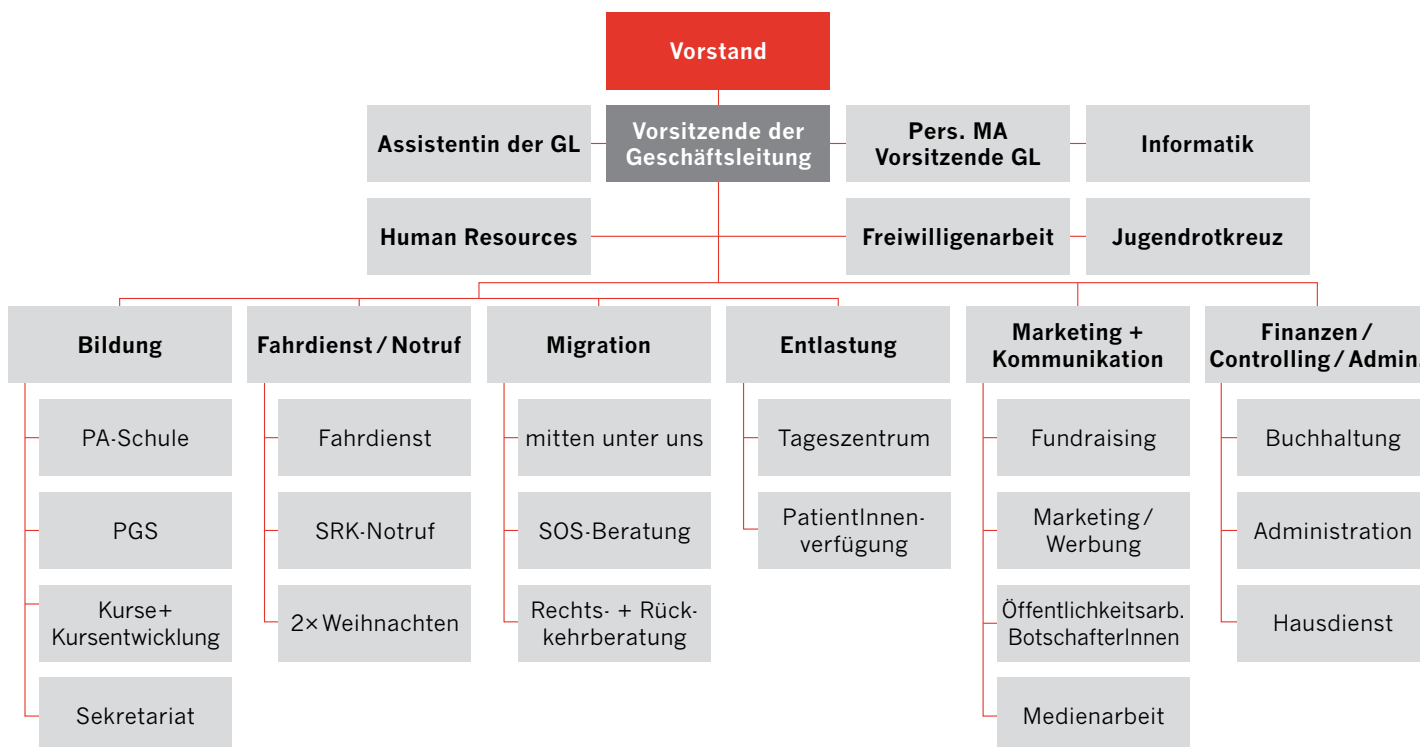 Vorstand
Assistentin der GL
Vorsitzende der
Geschäftsleitung
Pers. MA
Vorsitzende GL
Informatik
Human Resources
Freiwilligenarbeit
Jugendrotkreuz
Bildung
Fahrdienst / Notruf
Migration
Entlastung
Marketing +
Kommunikation
Finanzen /
Controlling / Admin.
PA-Schule
Fahrdienst
mitten unter uns
Tageszentrum
Fundraising
Buchhaltung
PGS
SRK-Notruf
SOS-Beratung
PatientInnen-
verfügung
Marketing /
Werbung
Administration
Kurse +
Kursentwicklung
2× Weihnachten
Rechts- + Rück-
kehrberatung
Öffentlichkeitsarb.
BotschafterInnen
Hausdienst
Sekretariat
Medienarbeit